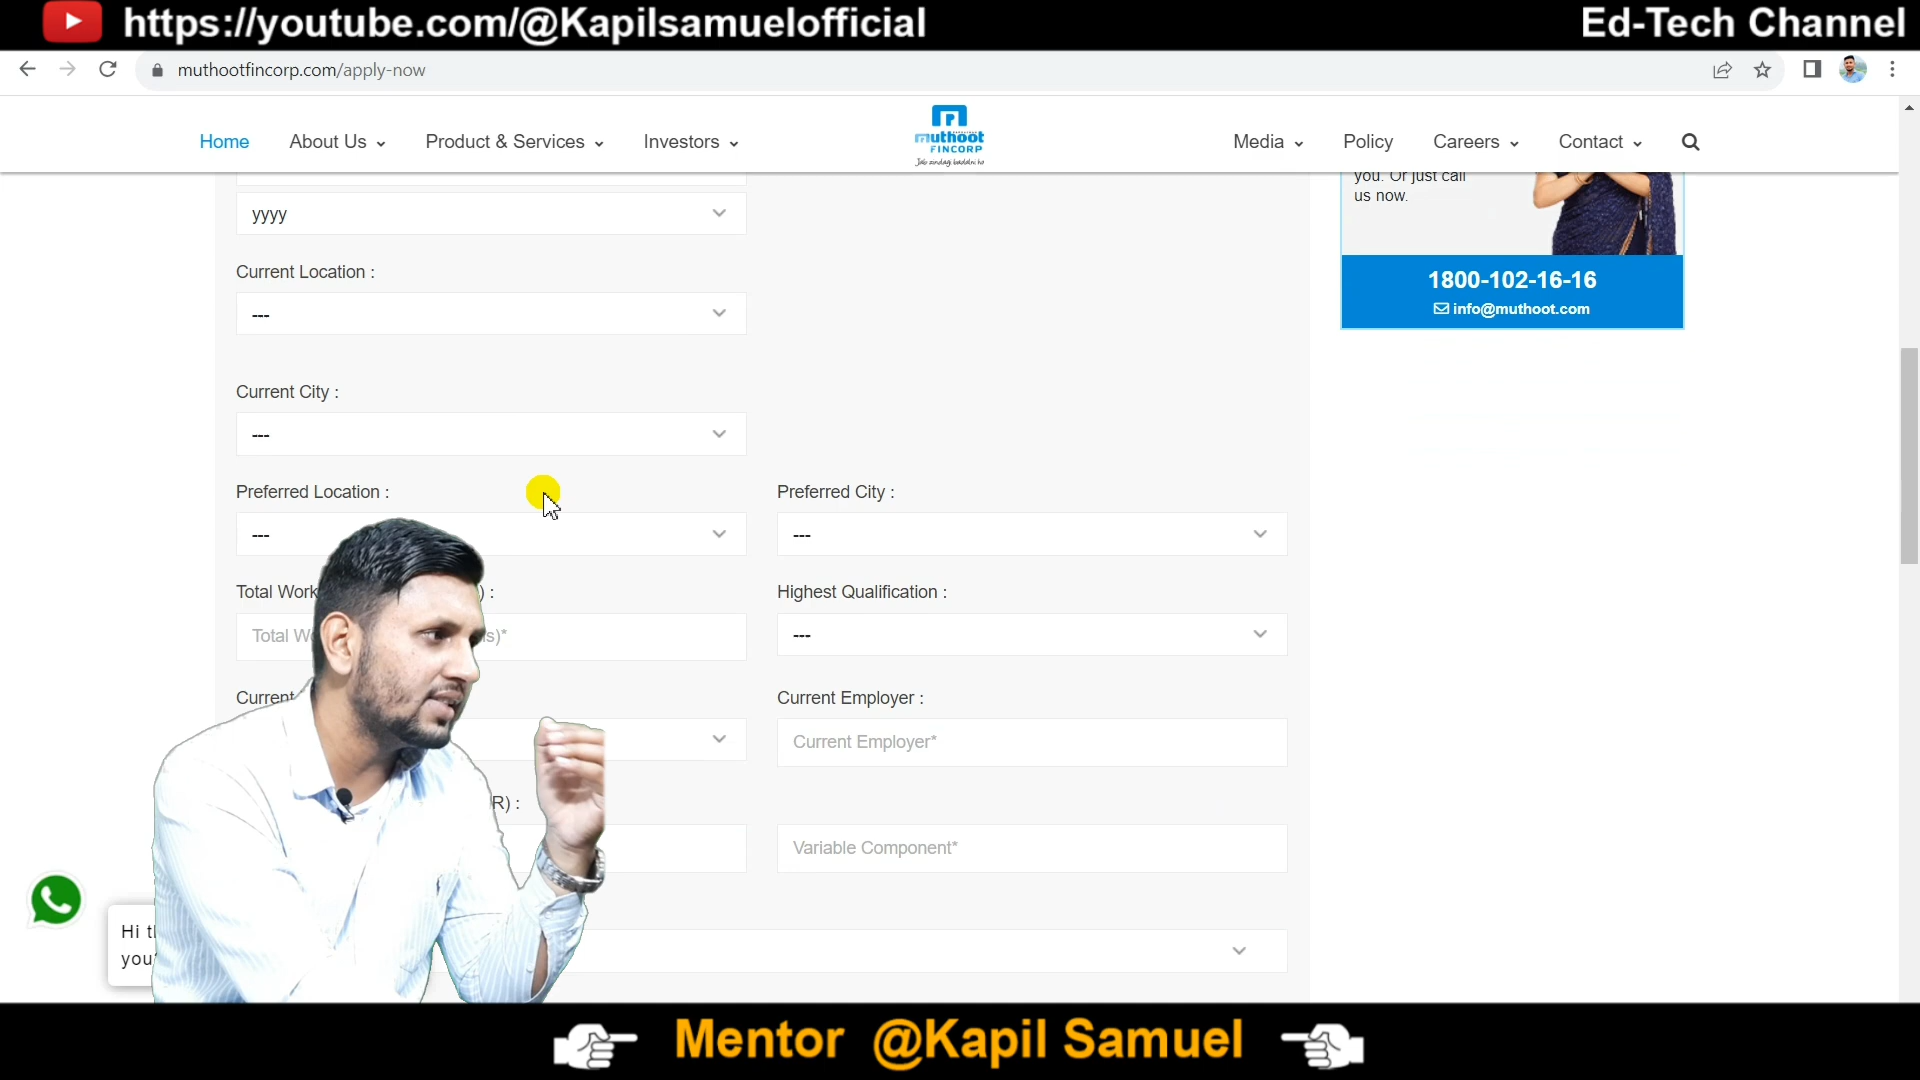 https://youtube.com/@Kapilsamuelofficial
Ed-Tech Channel
muthootfincorp.com/apply-now
Home
About Us
Product & Services
Investors
muthoot
FINCORP
Media
Policy
Careers
Contact
you. Or just call
us now.
1800-102-16-16
info@muthoot.com
yyyy
Current Location :
---
Current City :
---
Preferred Location :
Preferred City :
---
---
Total Work
) :
Highest Qualification :
Total
s)*
---
Current
Current Employer :
Current Employer*
R) :
Variable Component*
Hi
you
Mentor @Kapil Samuel